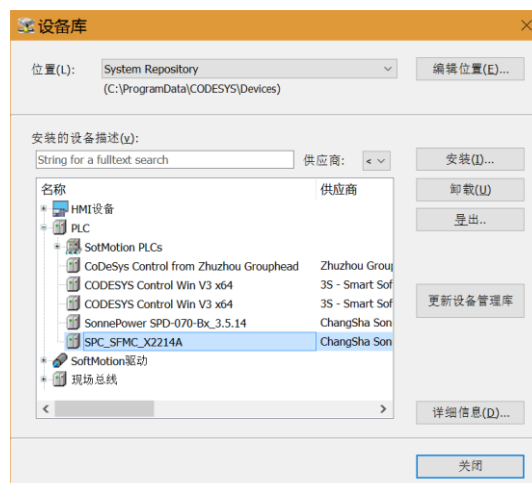 设备库
位置(L): System Repository 编辑位置(E)...
(C:\ProgramData\CODESYS\Devices)
安装的设备描述(v):
String for a fulltext search 供应商: < 安装(I)...
名称 供应商 卸载(U)
HMI设备
PLC 导出..
SotMotion PLCs
CoDeSys Control from Zhuzhou Grouphead Zhuzhou Grou
CODESYS Control Win V3 x64 3S - Smart Sof
CODESYS Control Win V3 x64 3S - Smart Sof 更新设备管理库
SonnePower SPD-070-Bx_3.5.14 ChangSha Son
SPC_SFMC_X2214A ChangSha Son
SoftMotion驱动
现场总线
详细信息(D)...
关闭